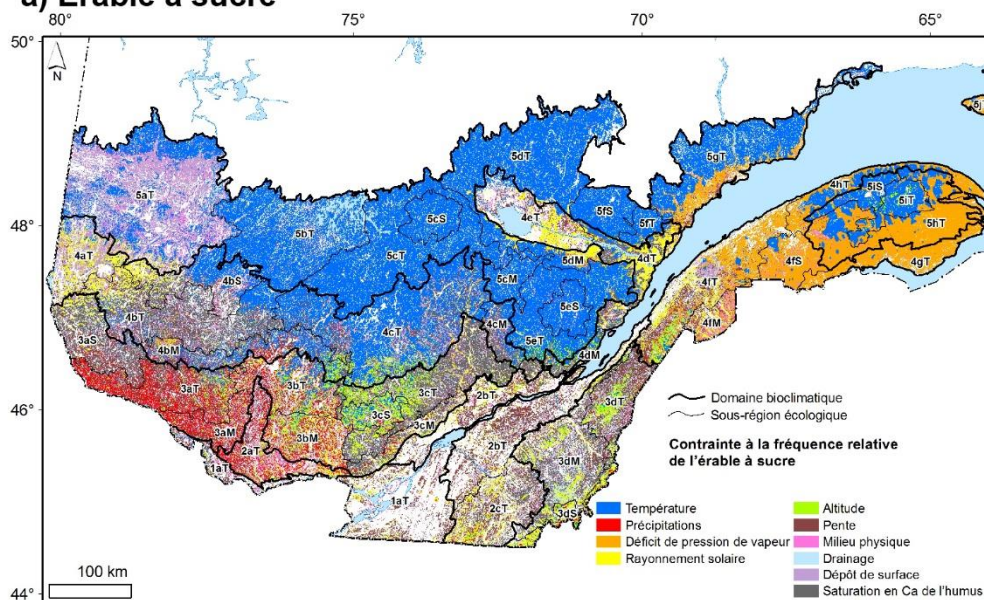 a) Érable à sucre
80° 75° 70° 65°
50°
N
5j
5dT
5gT
4hT 5iS
5aT
5iT
5cS
5fS
5fT
4eT
5bT
5hT
48°
5dM
4dT
4aT
5cT
4fS
4gT
4bS
5cM
4fT
5eS
4bT
4cT
4cM
4fM
3aS
5eT
4bM
4dM
3aT
3bT
3cT
2bT
3dT
46°
3cS
3cM
3aM
3bM
2aT
2bT
3dM
1aT
1aT
2cT
3dS
44°
Domaine bioclimatique
Sous-région écologique
Contrainte à la fréquence relative
de l'érable à sucre
Température
Précipitations
Déficit de pression de vapeur
Rayonnement solaire
Altitude
Pente
Milieu physique
Drainage
Dépôt de surface
Saturation en Ca de l'humus
100 km